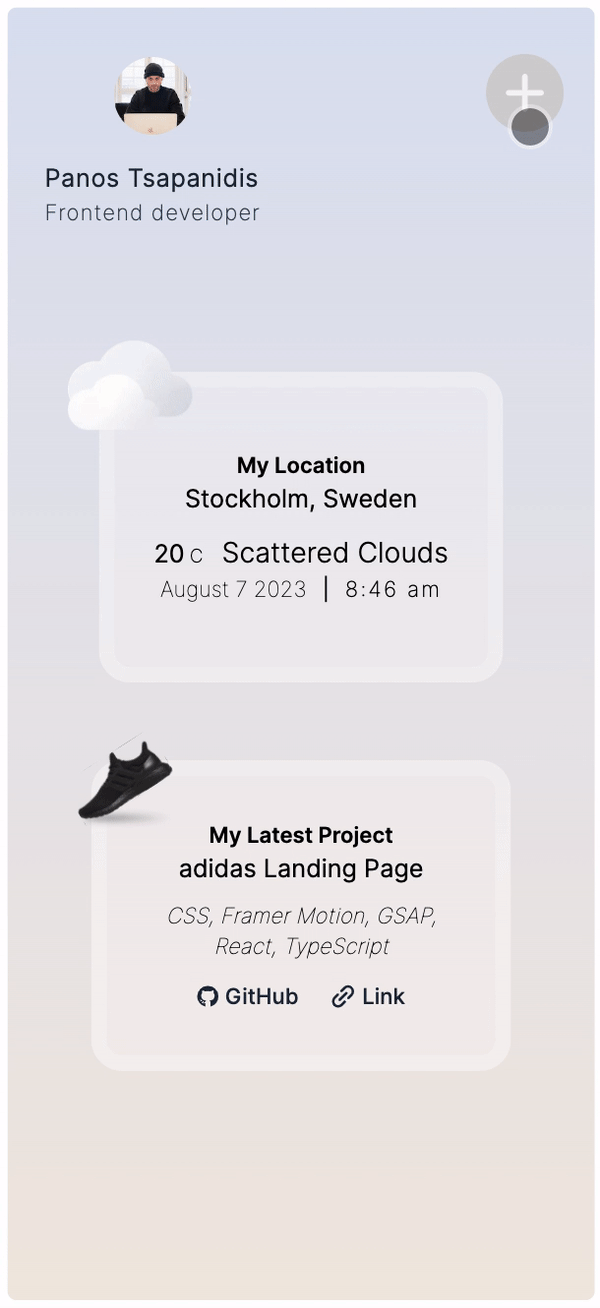 Panos Tsapanidis
Frontend developer
My Location
Stockholm, Sweden
20 C Scattered Clouds
August 7 2023 | 8:46 am
My Latest Project
adidas Landing Page
CSS, Framer Motion, GSAP,
React, TypeScript
GitHub Link